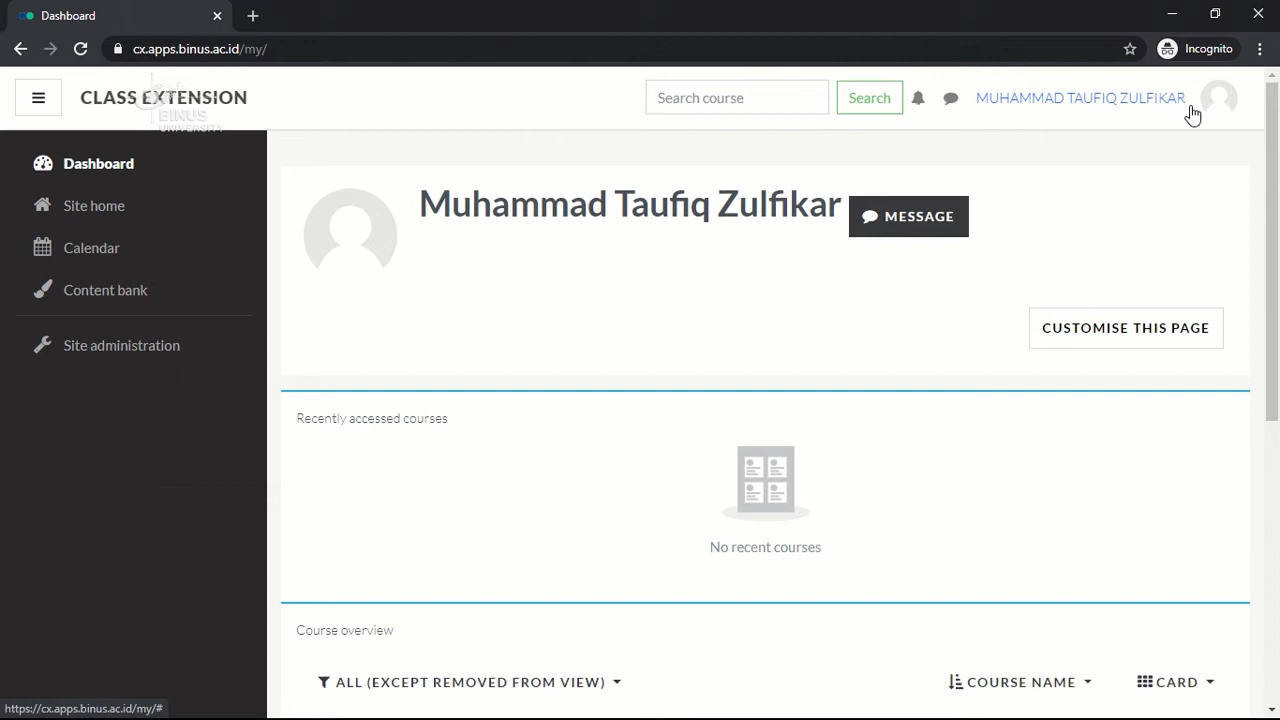 Dashboard
cx.apps.binus.ac.id/my/
Incognito
CLASS EXTENSION
BINUS
UNIVERSITY
Search course
Search
MUHAMMAD TAUFIQ ZULFIKAR
Dashboard
Site home
Calendar
Content bank
Site administration
Muhammad Taufiq Zulfikar
MESSAGE
CUSTOMISE THIS PAGE
Recently accessed courses
No recent courses
Course overview
ALL (EXCEPT REMOVED FROM VIEW)
COURSE NAME
CARD
https://cx.apps.binus.ac.id/my/#